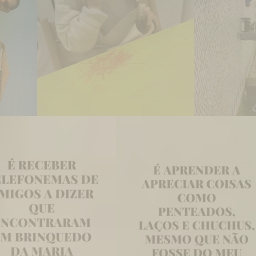 É RECEBER
ELEFONEMAS DE
MIGOS A DIZER
QUE
NCONTRARAM
M BRINQUEDO
DA MARIA
É APRENDER A
APRECIAR COISAS
COMO
PENTEADOS,
LAÇOS E CHUCHUS,
MESMO QUE NÃO
FOSSE DO MEU